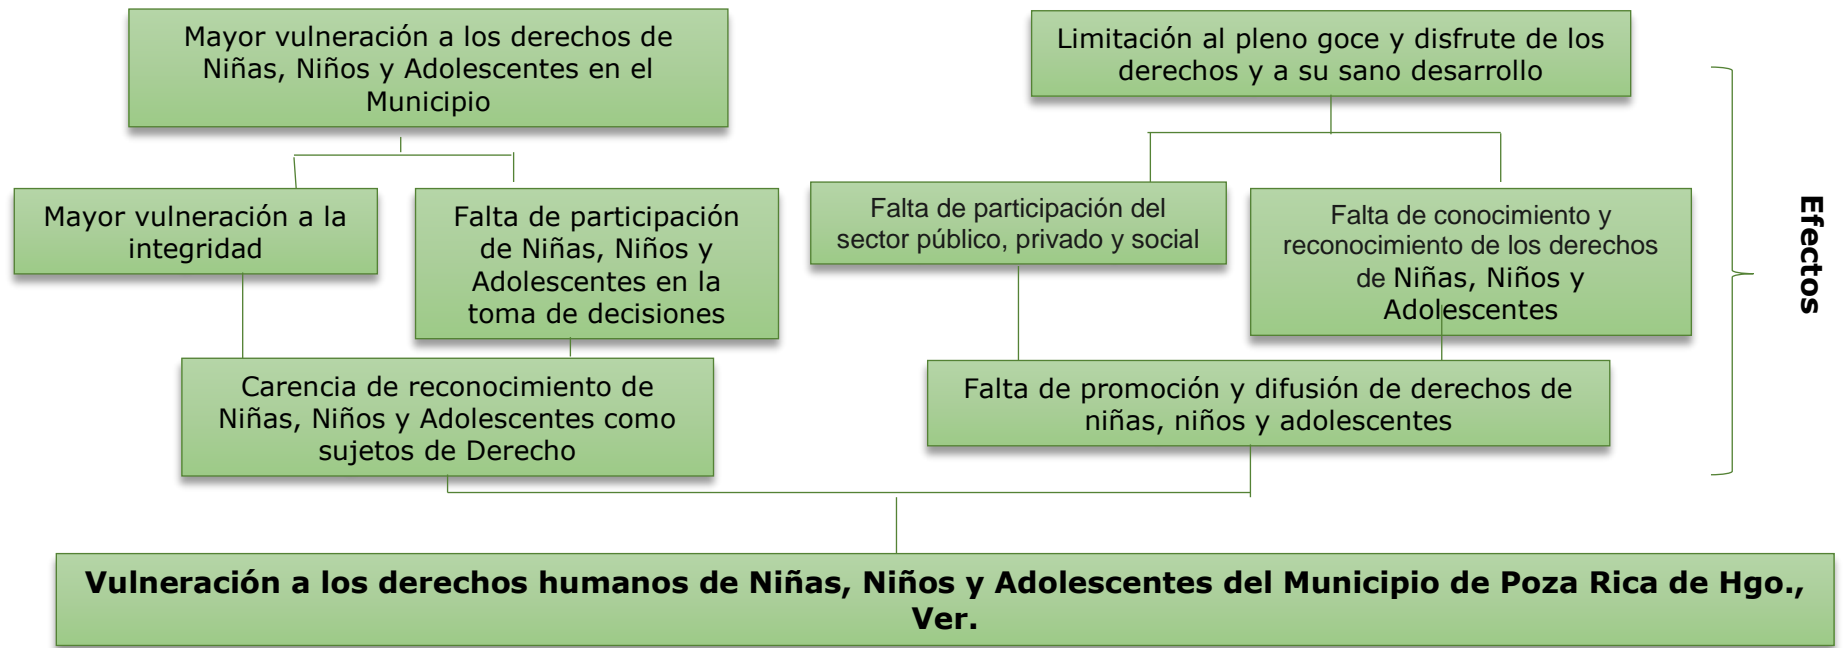 Mayor vulneración a los derechos de
Niñas, Niños y Adolescentes en el
Municipio
Limitación al pleno goce y disfrute de los
derechos y a su sano desarrollo
Mayor vulneración a la
integridad
Falta de participación
de Niñas, Niños y
Adolescentes en la
toma de decisiones
Falta de participación del
sector público, privado y social
Falta de conocimiento y
reconocimiento de los derechos
de Niñas, Niños y
Adolescentes
Efectos
Carencia de reconocimiento de
Niñas, Niños y Adolescentes como
sujetos de Derecho
Falta de promoción y difusión de derechos de
niñas, niños y adolescentes
Vulneración a los derechos humanos de Niñas, Niños y Adolescentes del Municipio de Poza Rica de Hgo.,
Ver.